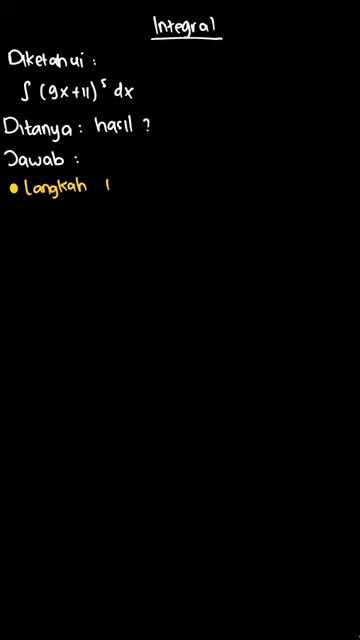 Integral
Diketahui :
∫ (9x+11)⁵ dx
Ditanya : hasil ?
Jawab :
• Langkah 1